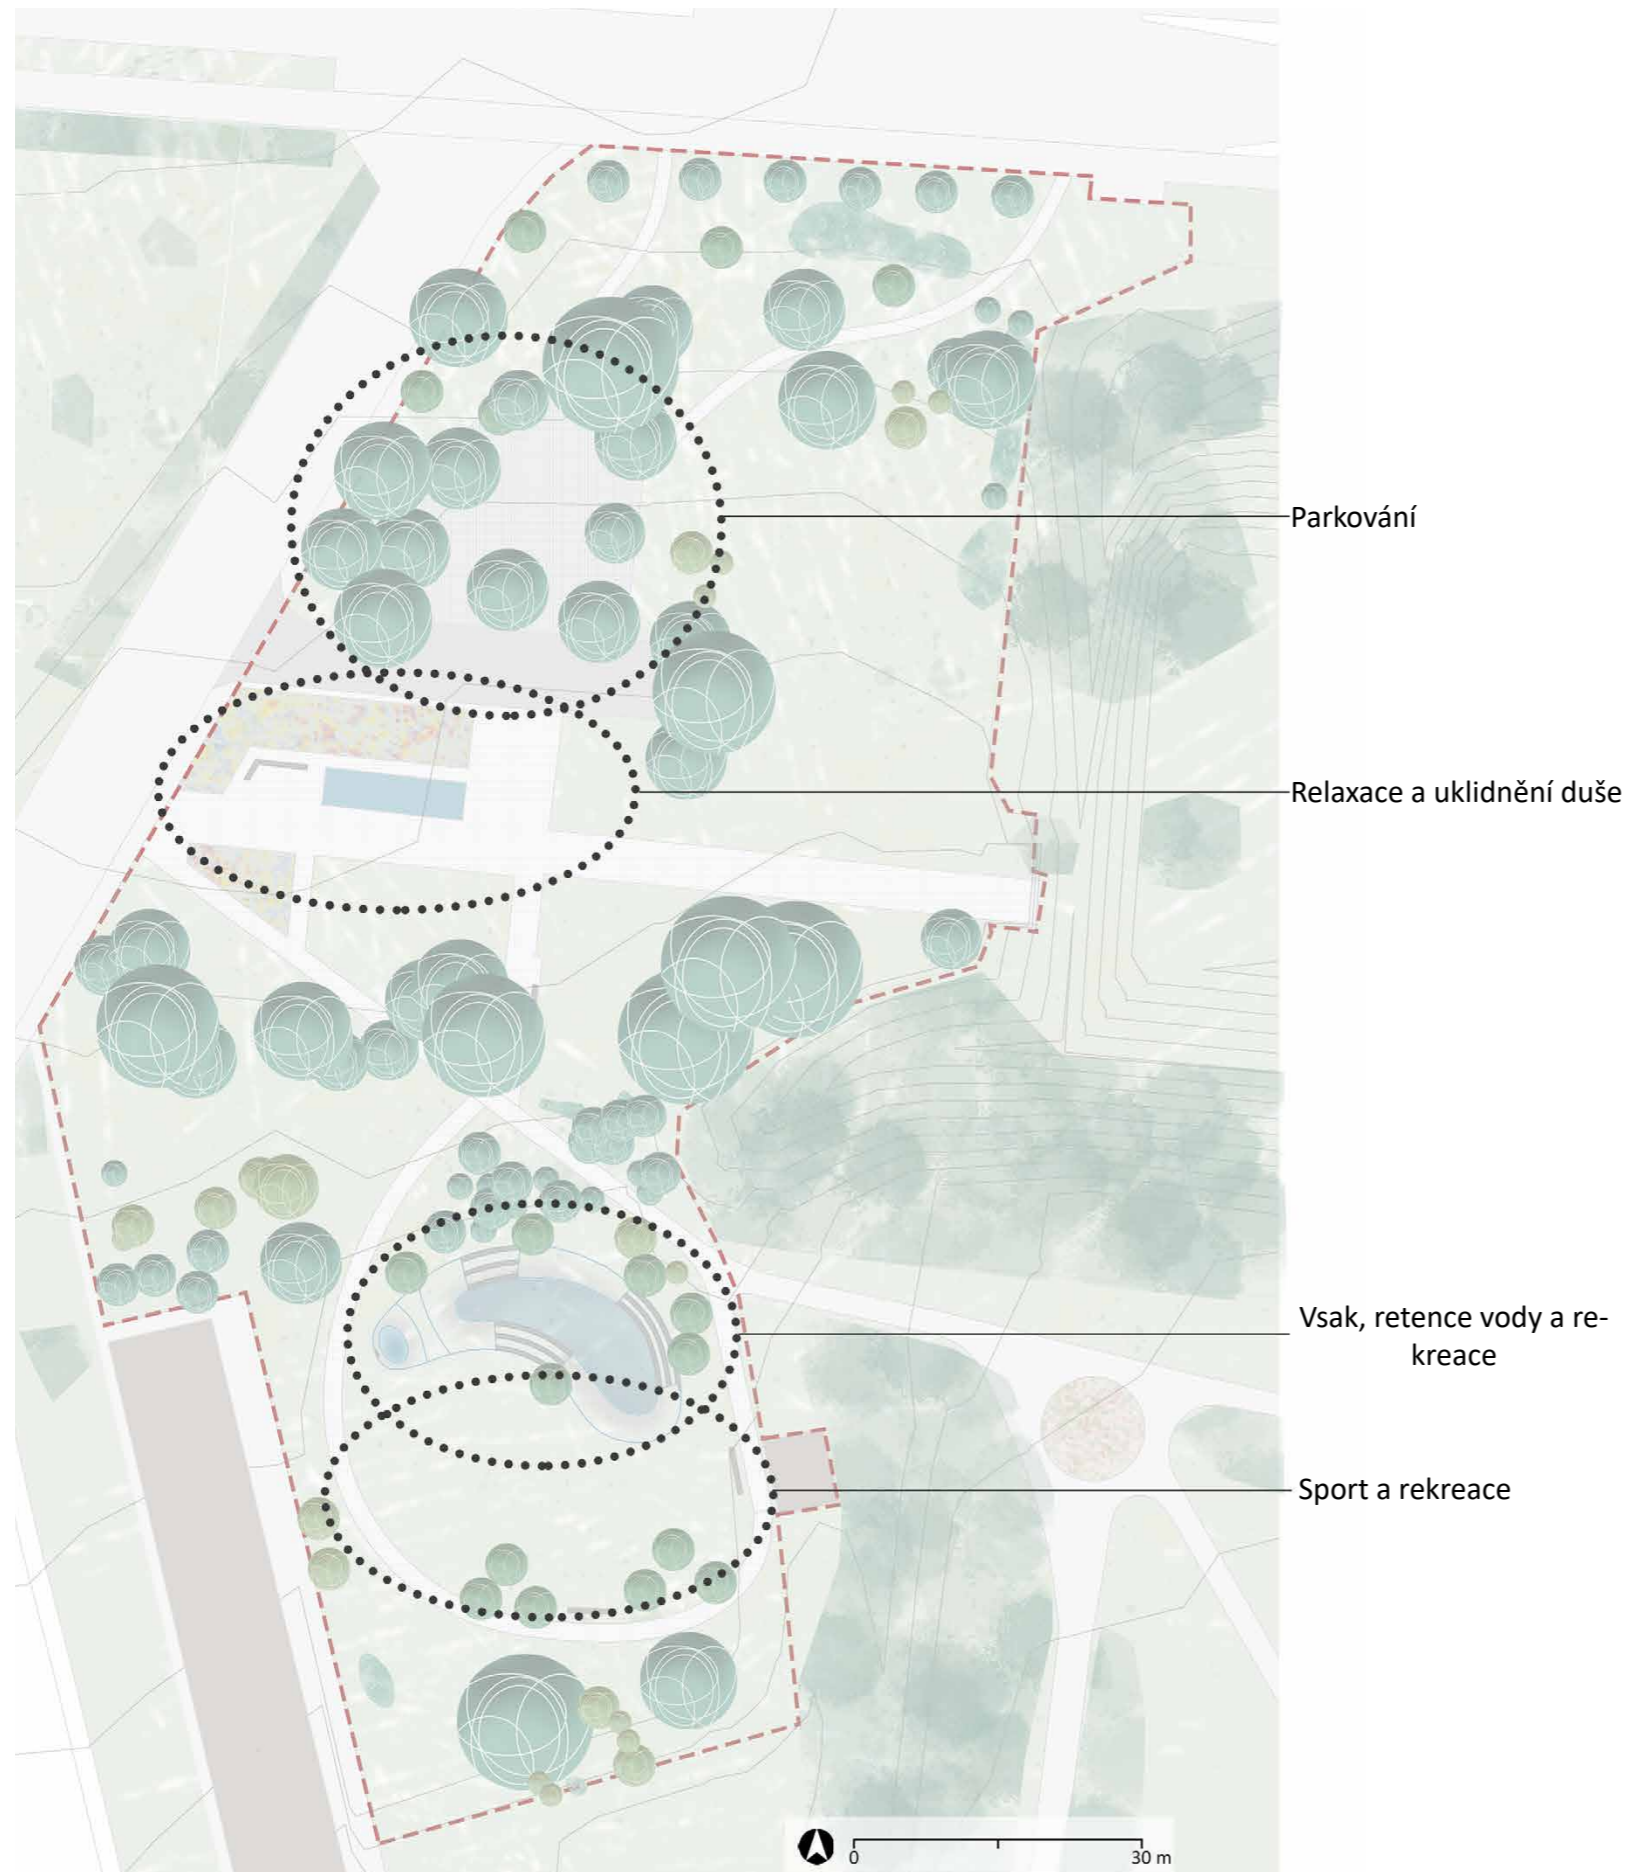 Parkování
Relaxace a uklidnění duše
Vsak, retence vody a re-
kreace
Sport a rekreace
0 30 m